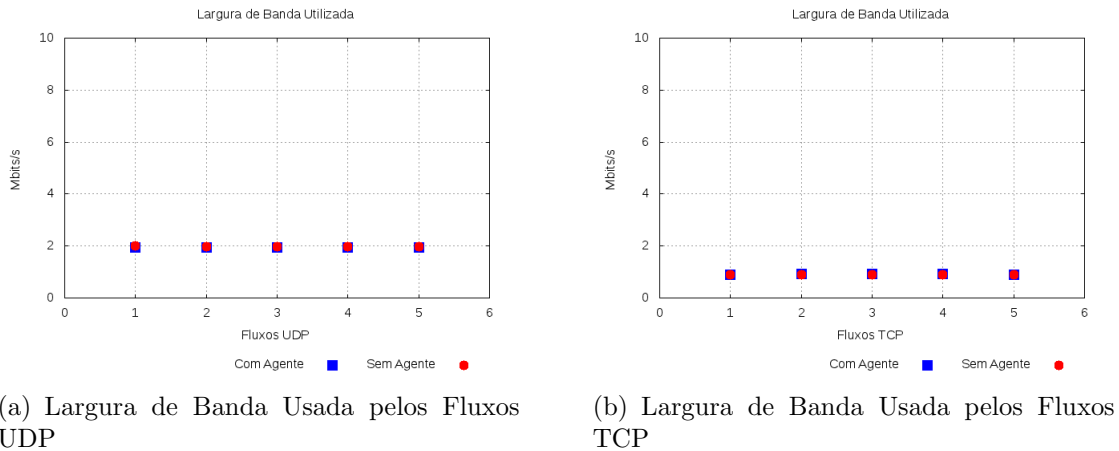 Largura de Banda Utilizada
10
8
6
4
2
0
Mbits/s
0 1 2 3 4 5 6
Fluxos UDP
Com Agente Sem Agente
(a) Largura de Banda Usada pelos Fluxos
UDP
Largura de Banda Utilizada
10
8
6
4
2
0
Mbits/s
0 1 2 3 4 5 6
Fluxos TCP
Com Agente Sem Agente
(b) Largura de Banda Usada pelos Fluxos
TCP